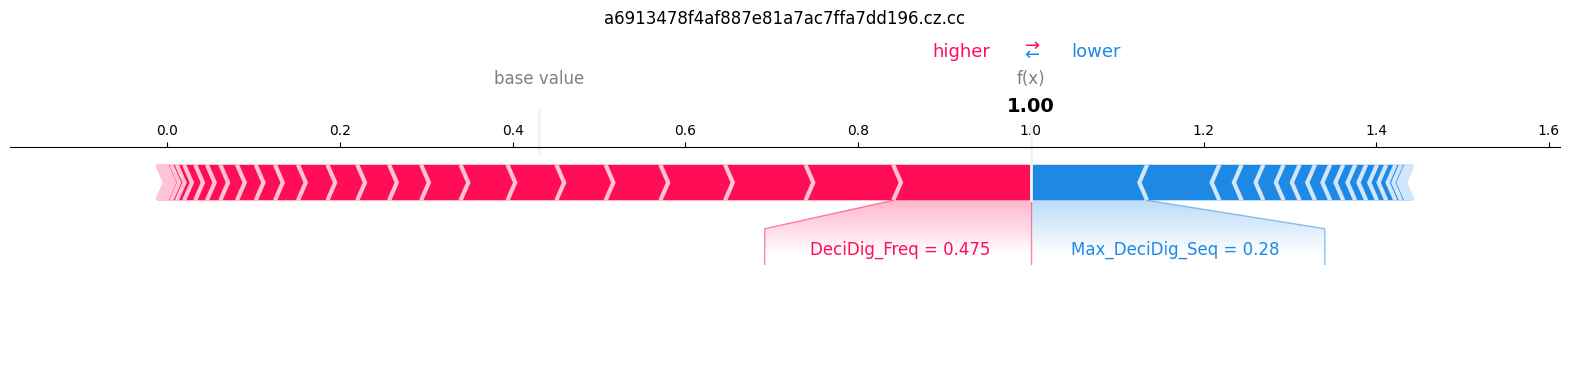 a6913478f4af887e81a7ac7ffa7dd196.cz.cc
higher ⇄ lower
base value f(x)
1.00
0.0 0.2 0.4 0.6 0.8 1.0 1.2 1.4 1.6
DeciDig_Freq = 0.475 Max_DeciDig_Seq = 0.28